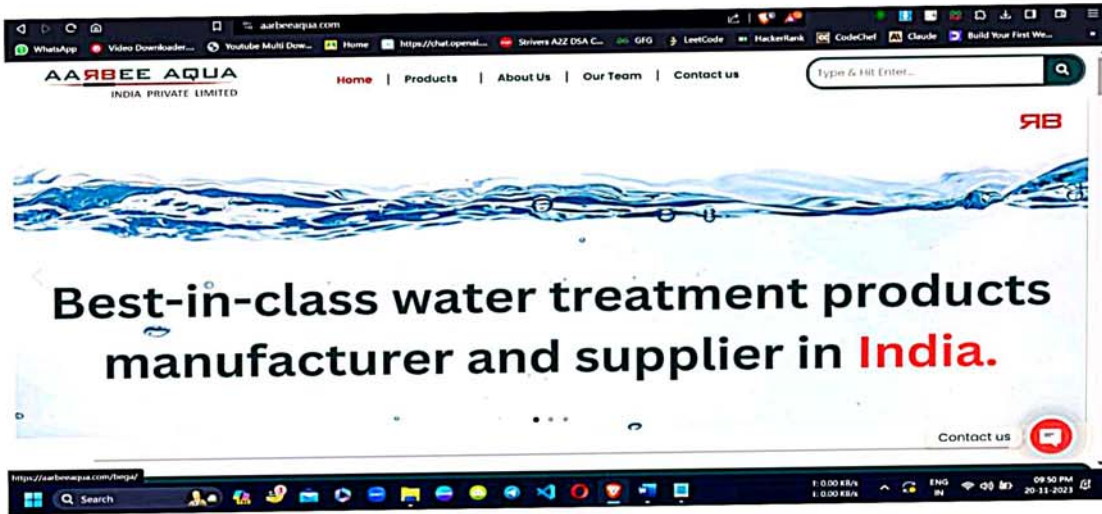 aarbeeaqua.com
WhatsApp Video Downloader... Youtube Multi Dow... Home https://chat.openai.... Strivers A2Z DSA C... GFG LeetCode HackerRank CodeChef Claude Build Your First We...
AARBEE AQUA
INDIA PRIVATE LIMITED
Home | Products | About Us | Our Team | Contact us
Type & Hit Enter...
RB
Best-in-class water treatment products
manufacturer and supplier in India.
Contact us
https://aarbeeaqua.com/bega/
Search
ENG
IN
09:50 PM
20-11-2023